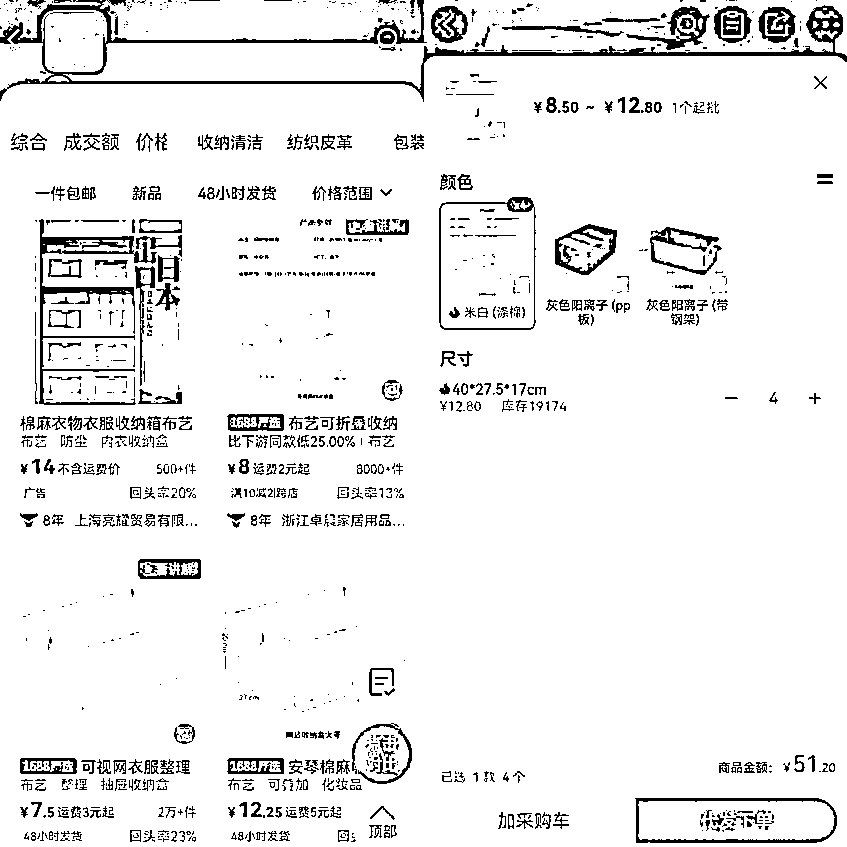 综合 成交额 价格 收纳清洁 纺织皮革 包装
一件包邮 新品 48小时发货 价格范围
日本
棉麻衣物衣服收纳箱布艺
布艺 防尘 内衣收纳盒
¥14不含运费价 500+件
广告 回头率20%
8年 上海亮耀贸易有限...
布艺可折叠收纳
比下游同款低25.00% 布艺
¥8运费2元起 8000+件
满10减2跨店 回头率13%
8年 浙江卓晨家居用品...
讲解
1688严选 可视网衣服整理
布艺 整理 抽屉收纳盒
¥7.5运费3元起 2万+件
48小时发货 回头率23%
37cm
1688严选 安琴棉麻
布艺 可叠加 化妆品
¥12.25运费5元起
48小时发货
顶部
¥8.50 ~ ¥12.80 1个起批
颜色
x4
米白 (涤棉)
灰色阳离子 (pp板)
灰色阳离子 (带钢架)
尺寸
40*27.5*17cm
¥12.80 库存19174
4
已选 1款 4个
商品金额: ¥51.20
加采购车
代发下单